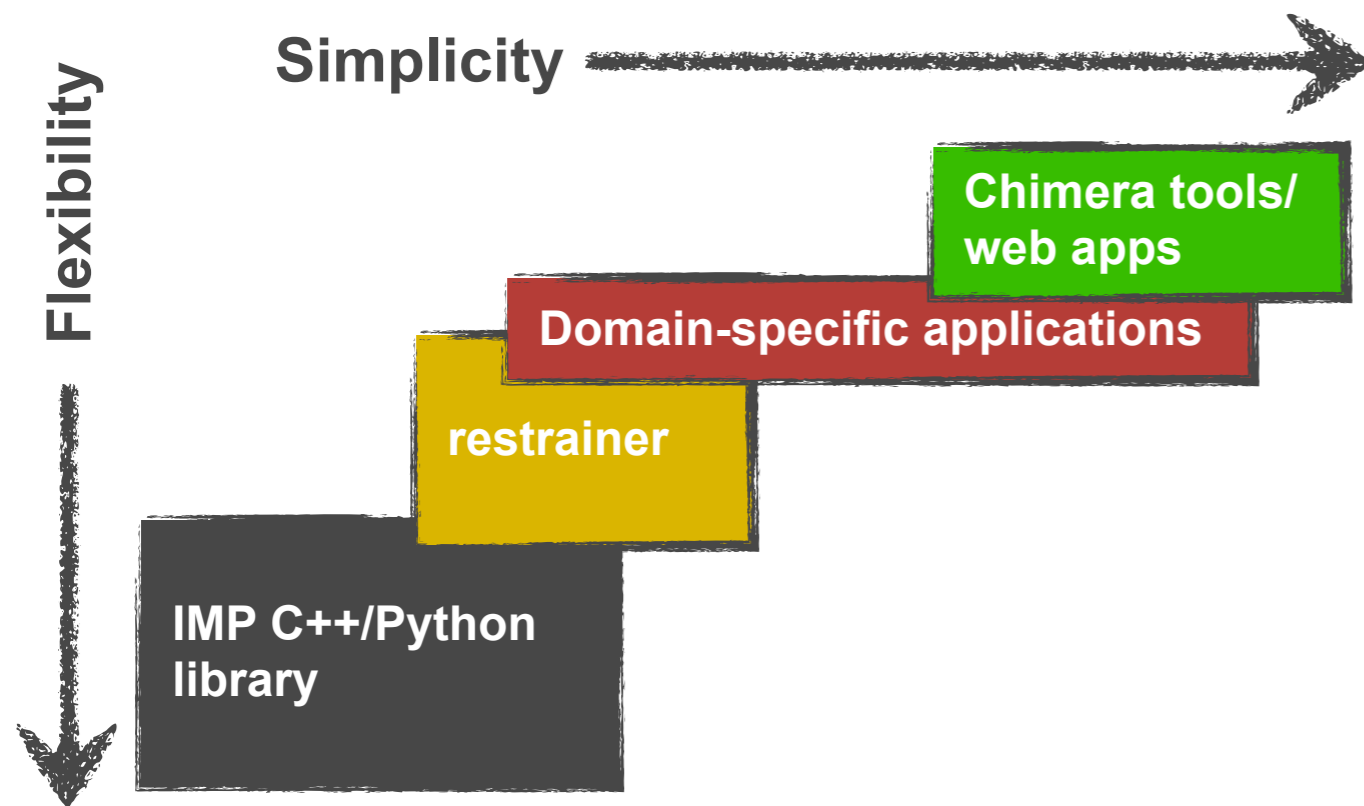 Simplicity
Flexibility
Chimera tools/
web apps
Domain-specific applications
restrainer
IMP C++/Python
library